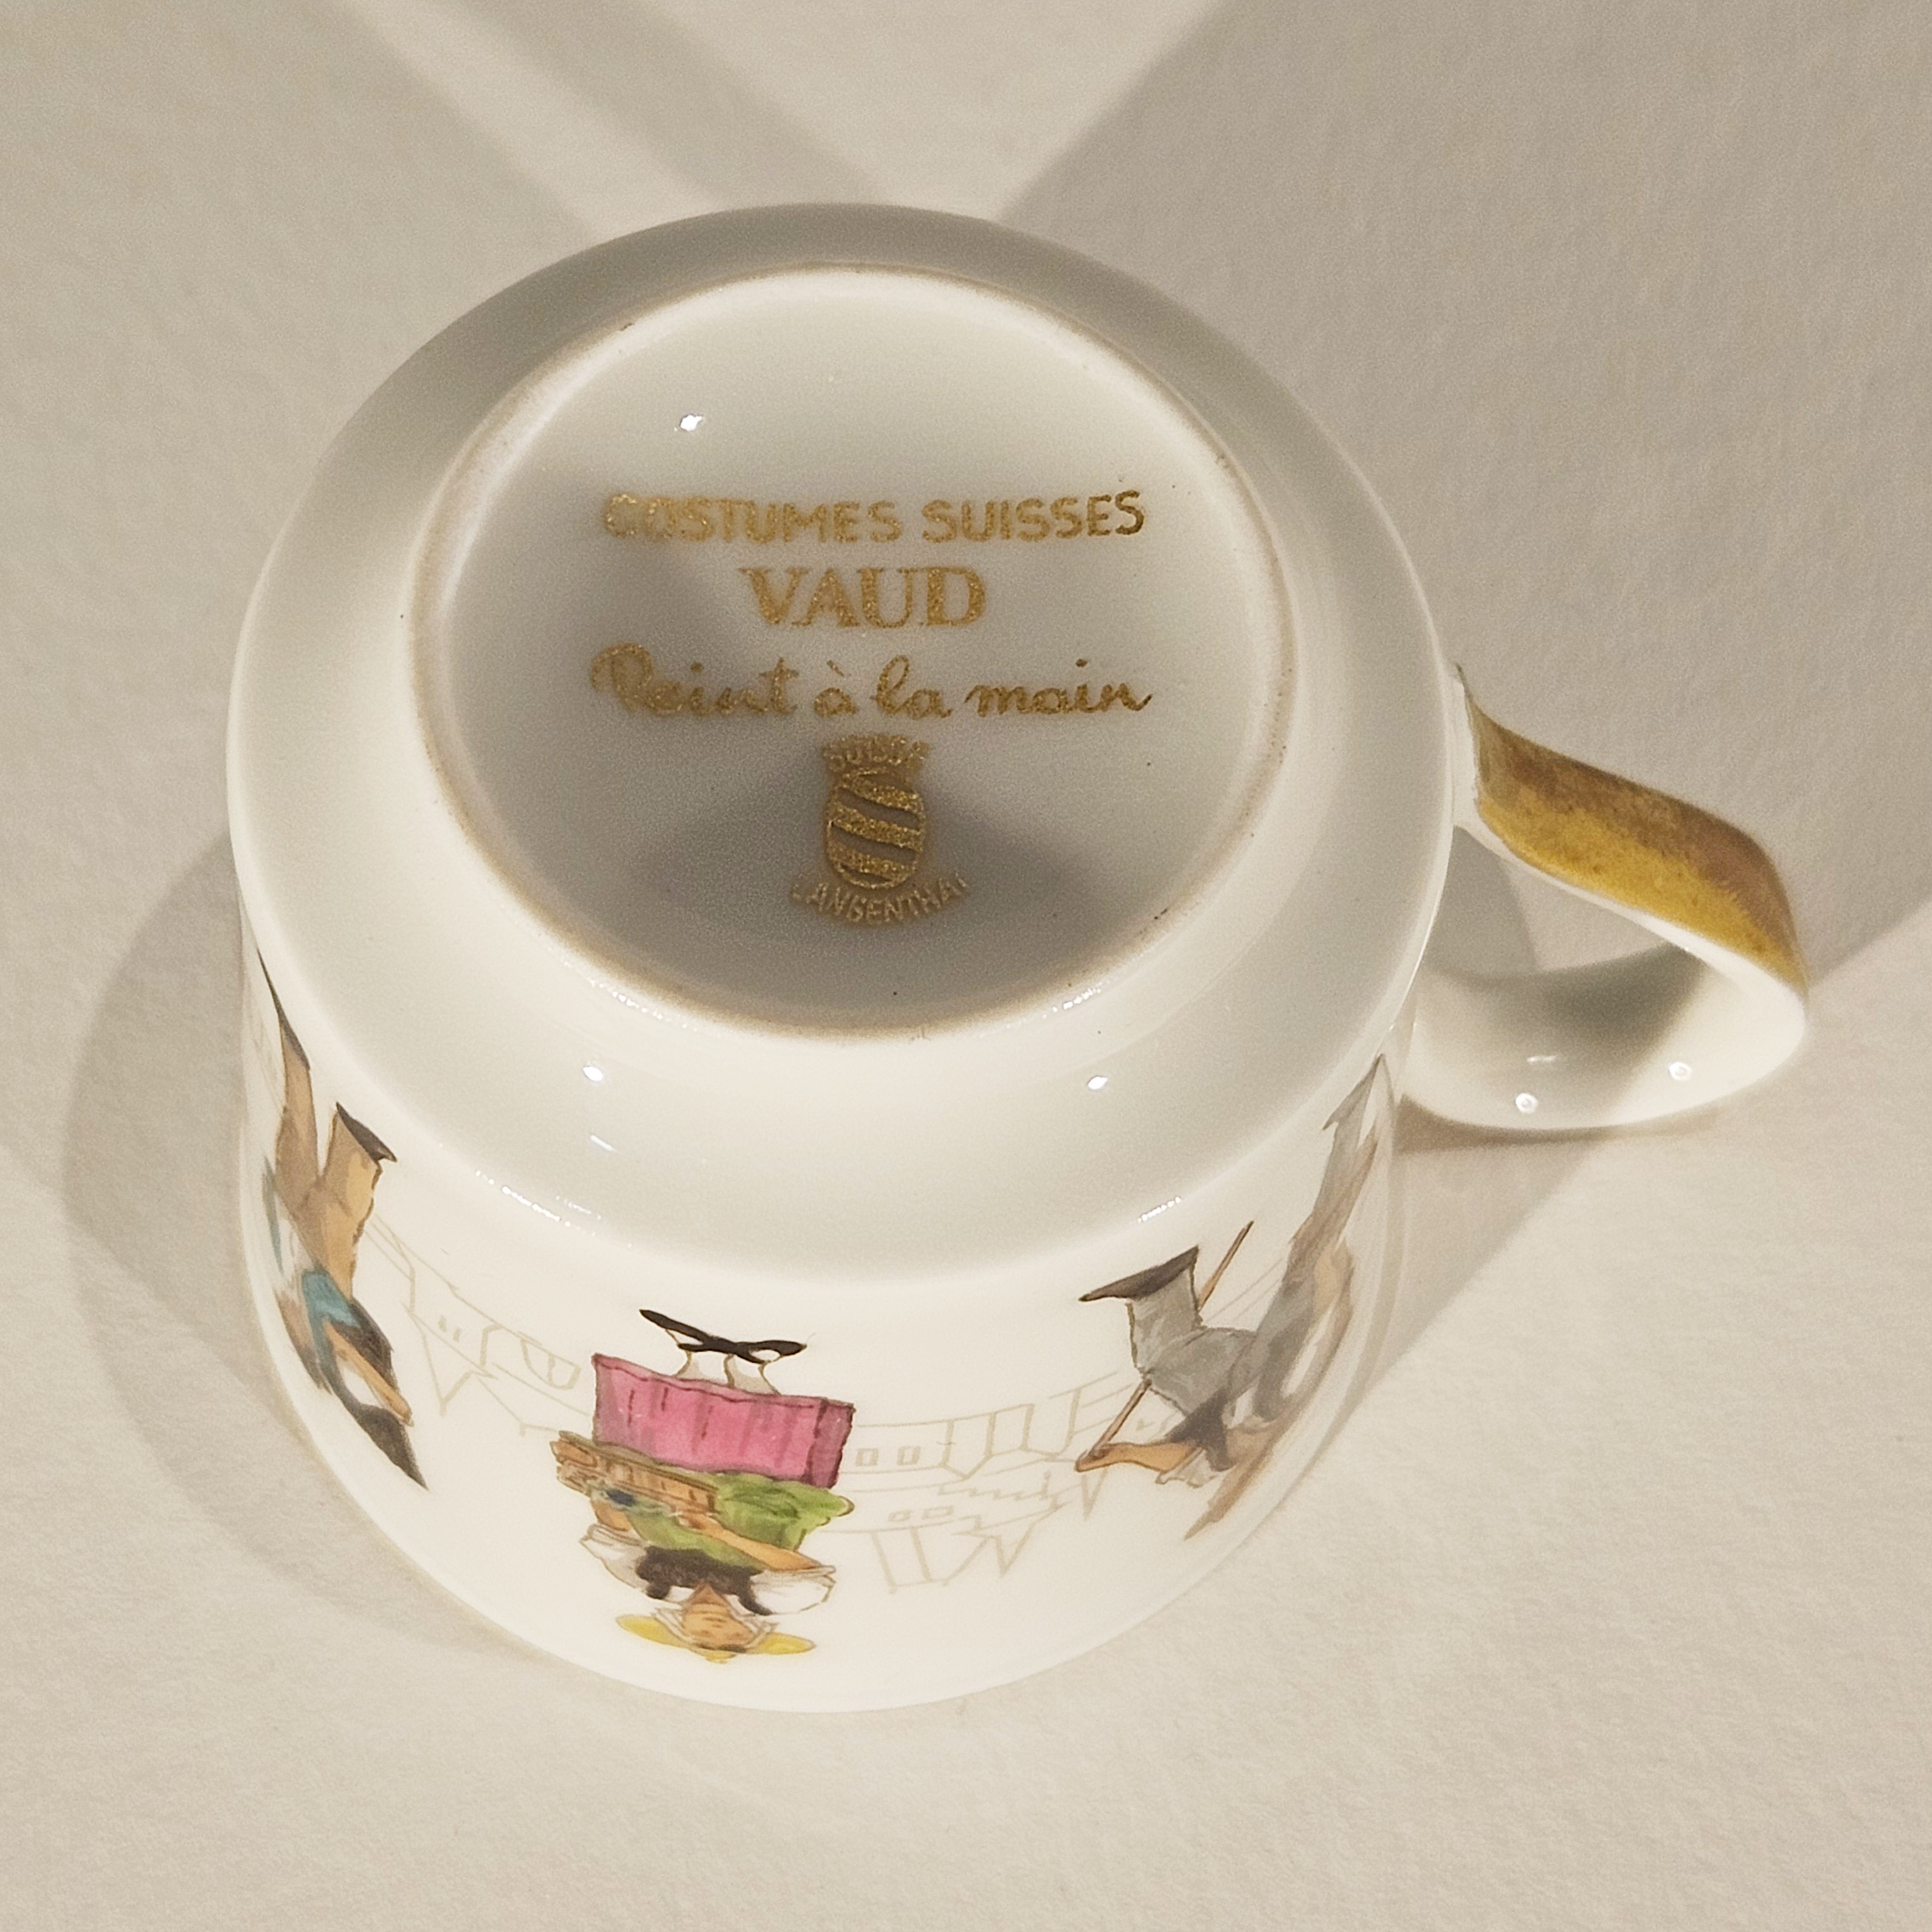 COSTUMES SUISSES
VAUD
Peint à la main
SUISSE
LANGENTHAL